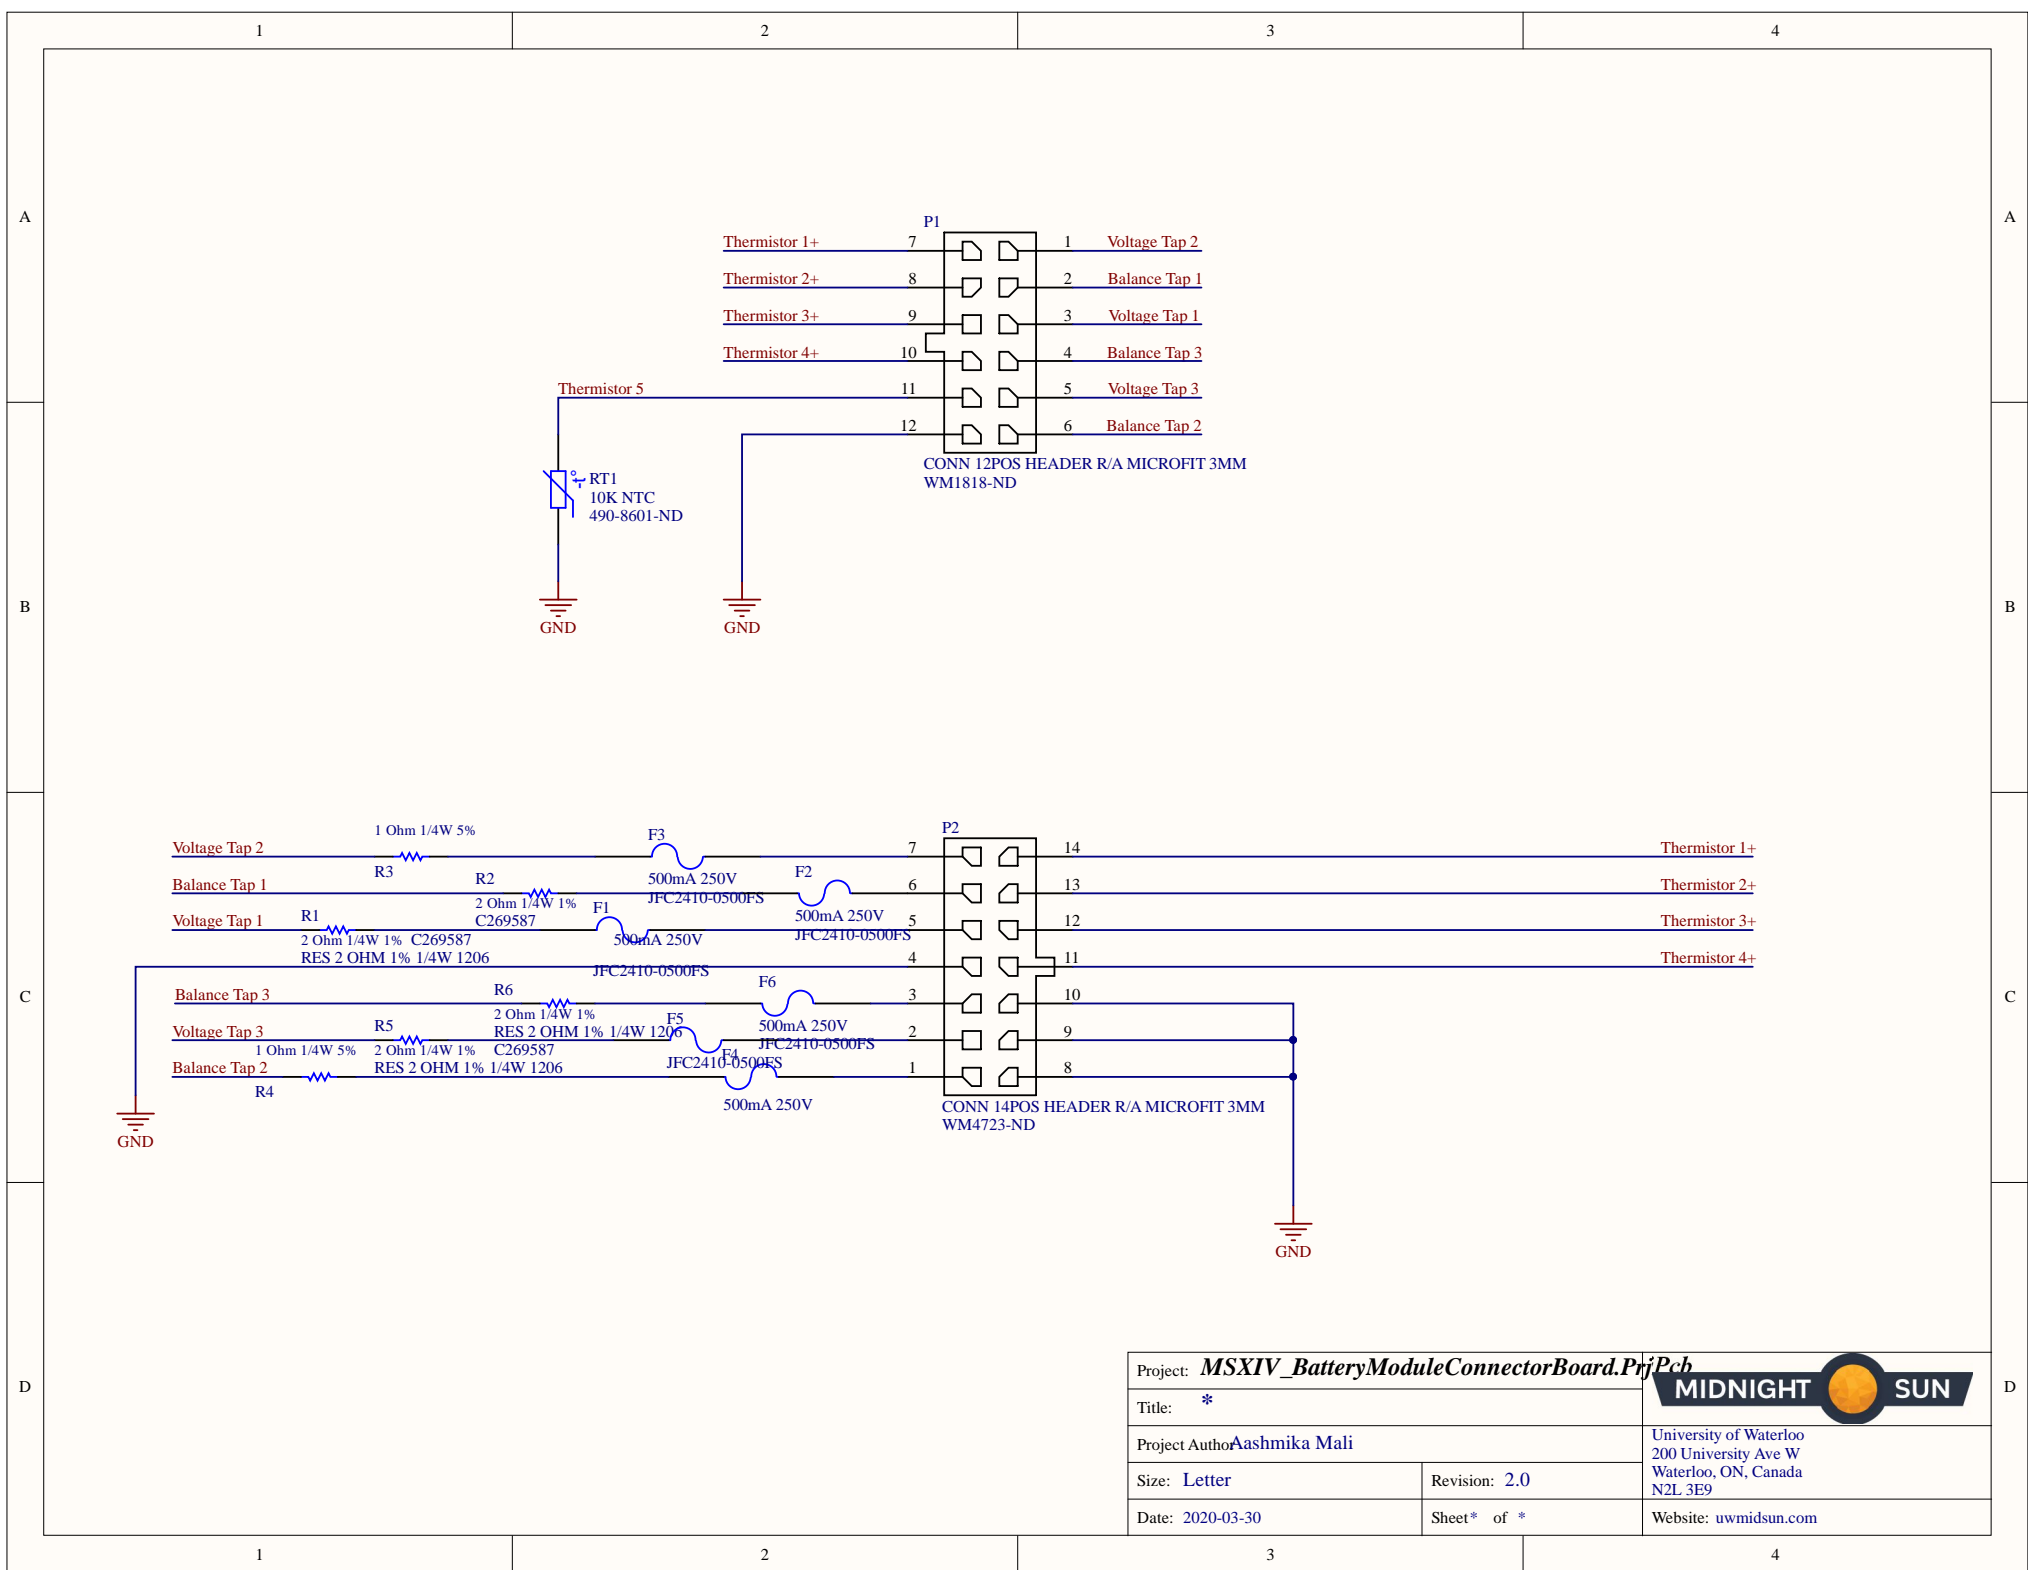 1 2 3 4
A A
P1
Thermistor 1+ 7 1 Voltage Tap 2
Thermistor 2+ 8 2 Balance Tap 1
Thermistor 3+ 9 3 Voltage Tap 1
Thermistor 4+ 10 4 Balance Tap 3
Thermistor 5 11 5 Voltage Tap 3
12 6 Balance Tap 2
CONN 12POS HEADER R/A MICROFIT 3MM
WM1818-ND
-t° RT1
10K NTC
490-8601-ND
B B
GND GND
1 Ohm 1/4W 5% F3 P2
Voltage Tap 2 7 14 Thermistor 1+
R3 R2 500mA 250V F2
Balance Tap 1 6 13 Thermistor 2+
JFC2410-0500FS
2 Ohm 1/4W 1% F1
R1 C269587 500mA 250V
Voltage Tap 1 5 12 Thermistor 3+
JFC2410-0500FS
2 Ohm 1/4W 1% C269587 500mA 250V
RES 2 OHM 1% 1/4W 1206 4 11 Thermistor 4+
JFC2410-0500FS
C C
R6 F6
Balance Tap 3 3 10
2 Ohm 1/4W 1% F5
R5 RES 2 OHM 1% 1/4W 1206 500mA 250V
Voltage Tap 3 2 9
JFC2410-0500FS
1 Ohm 1/4W 5% 2 Ohm 1/4W 1% C269587 F4
JFC2410-0500FS
Balance Tap 2 RES 2 OHM 1% 1/4W 1206 1 8
R4
500mA 250V
CONN 14POS HEADER R/A MICROFIT 3MM
WM4723-ND
GND
GND
D D
Project: MSXIV_BatteryModuleConnectorBoard.PrjPcb
MIDNIGHT SUN
Title: *
Project Author Aashmika Mali
University of Waterloo
200 University Ave W
Waterloo, ON, Canada
N2L 3E9
Size: Letter Revision: 2.0
Date: 2020-03-30 Sheet * of * Website: uwmidsun.com
1 2 3 4